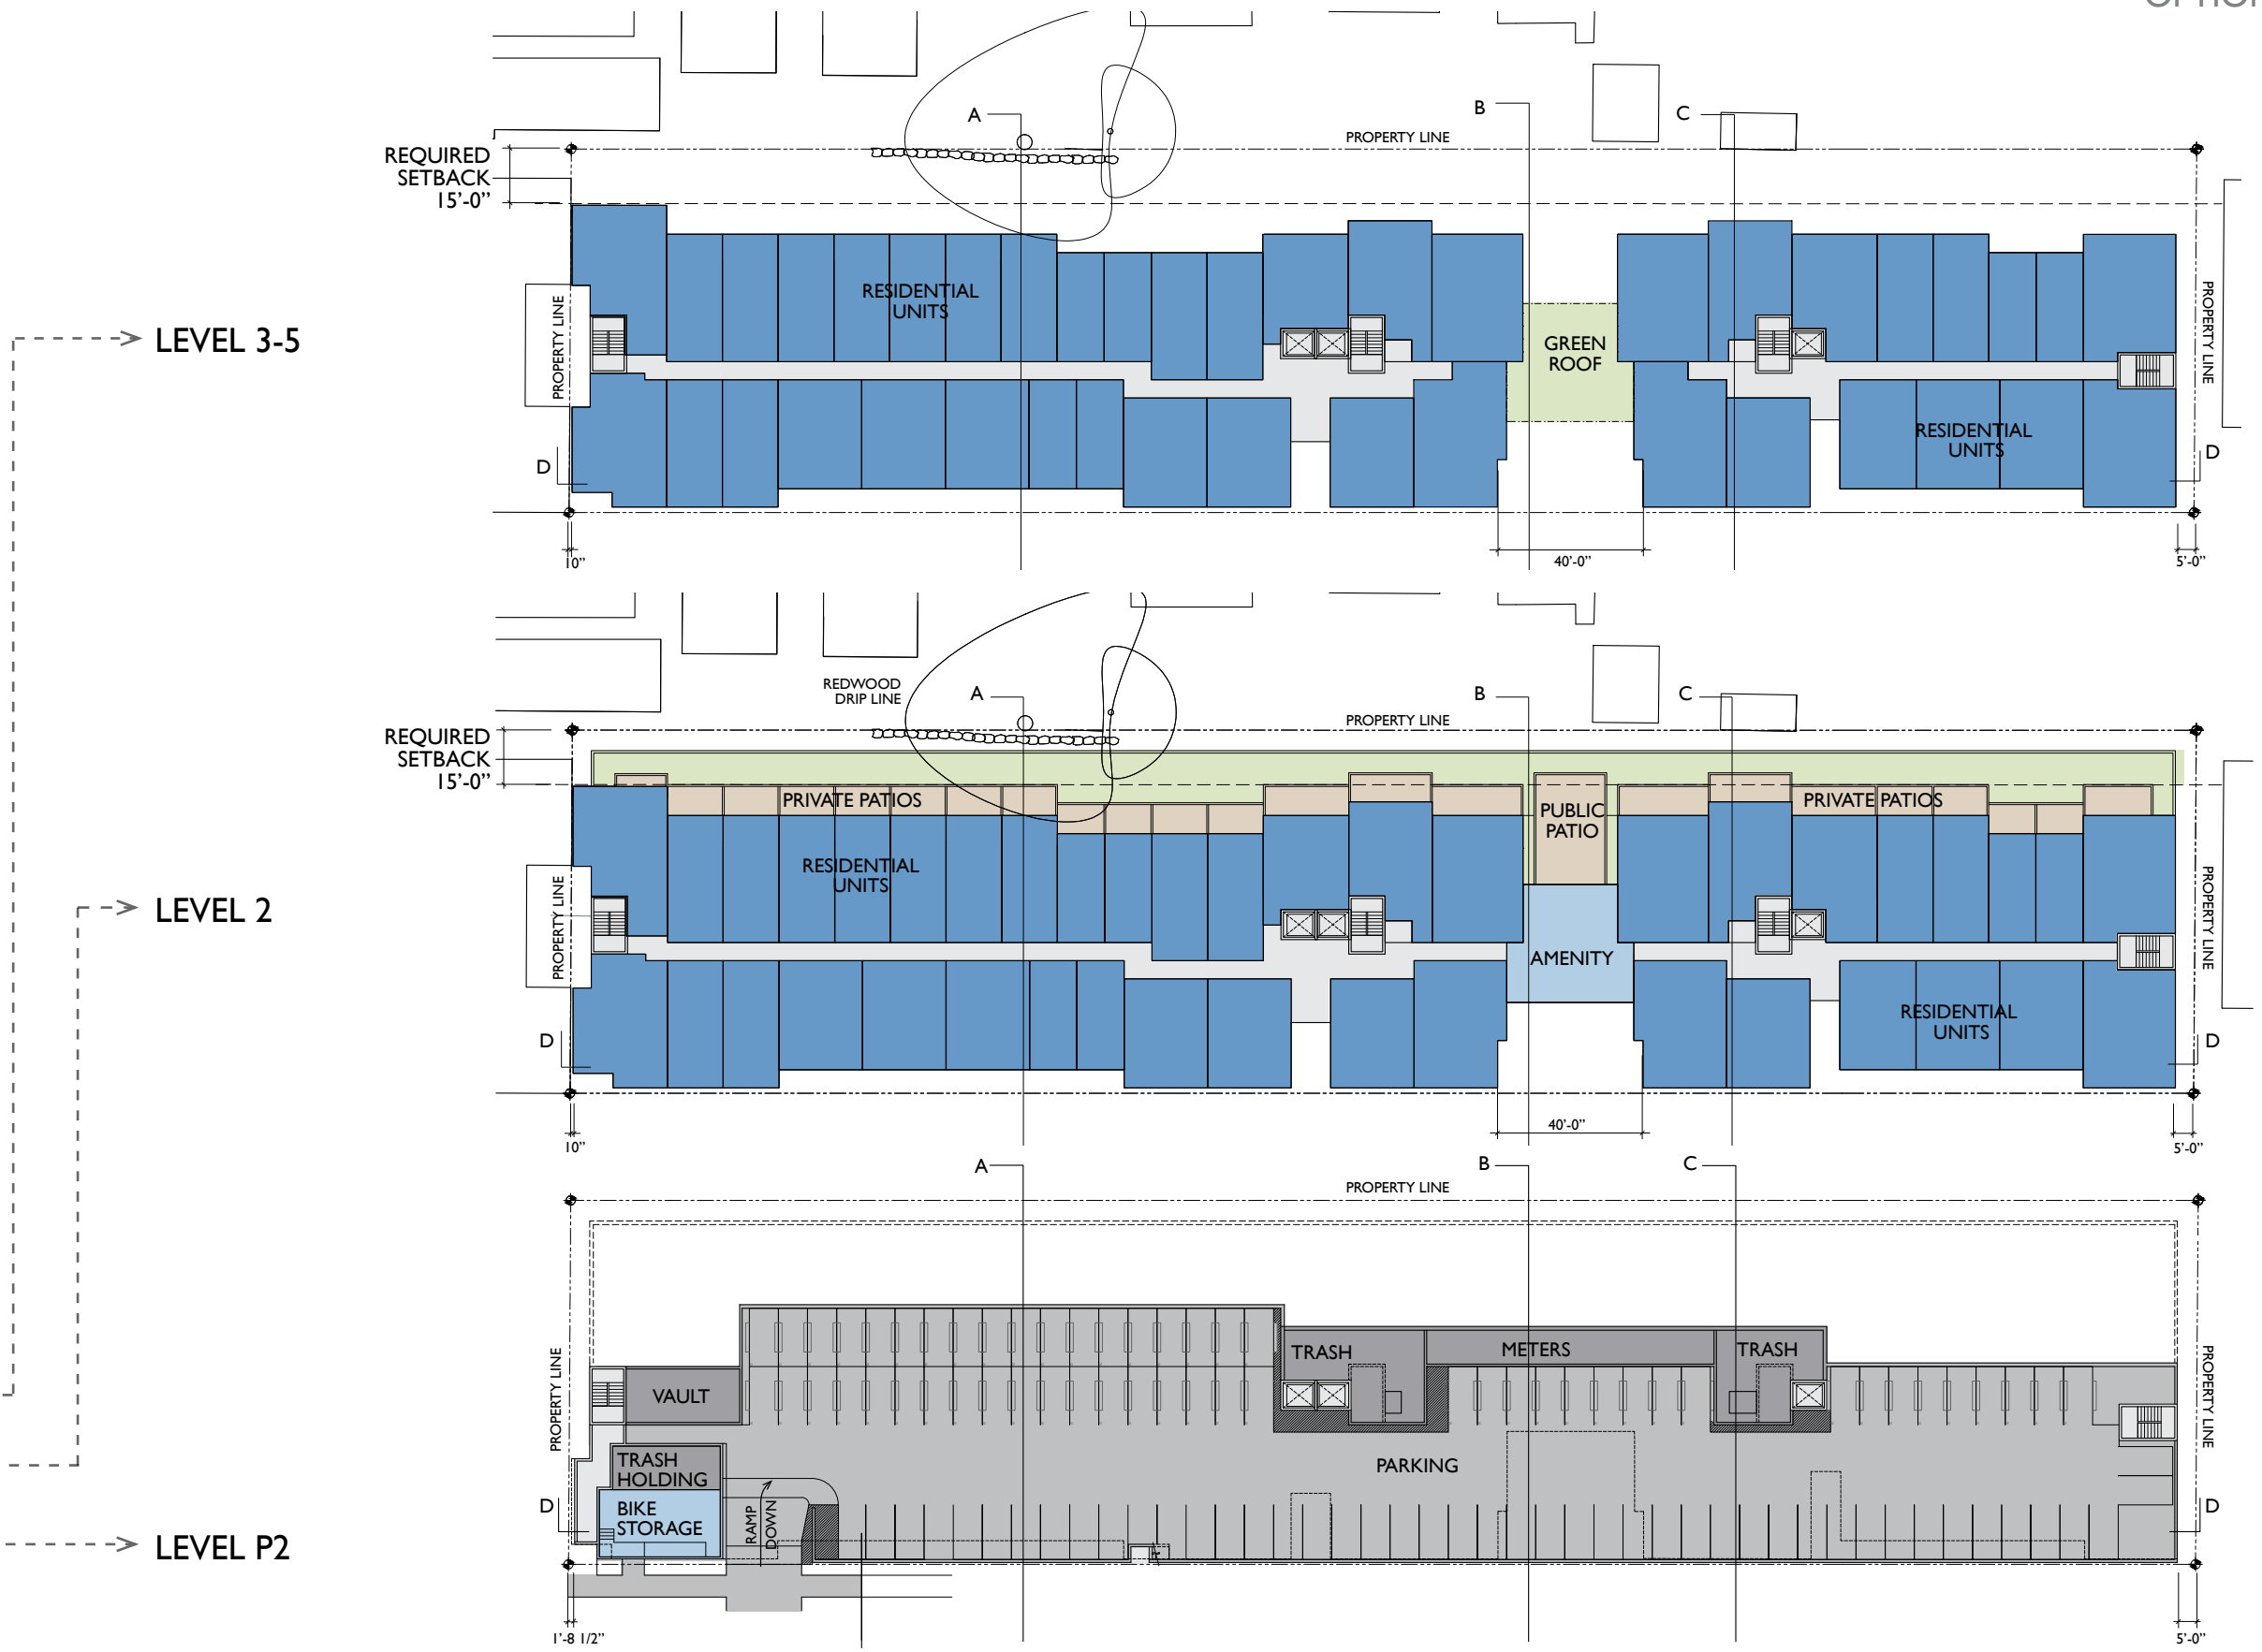 A
B
C
PROPERTY LINE
REQUIRED
SETBACK
15'-0"
LEVEL 3-5
PROPERTY LINE
RESIDENTIAL
UNITS
GREEN
ROOF
PROPERTY LINE
RESIDENTIAL
UNITS
D
D
10"
40'-0"
5'-0"
REDWOOD
DRIP LINE
A
B
C
PROPERTY LINE
REQUIRED
SETBACK
15'-0"
PRIVATE PATIOS
PUBLIC
PATIO
PRIVATE PATIOS
LEVEL 2
PROPERTY LINE
RESIDENTIAL
UNITS
AMENITY
PROPERTY LINE
RESIDENTIAL
UNITS
D
D
10"
40'-0"
5'-0"
A
B
C
PROPERTY LINE
TRASH
METERS
TRASH
PROPERTY LINE
VAULT
PROPERTY LINE
TRASH
HOLDING
PARKING
D
BIKE
STORAGE
RAMP
DOWN
D
LEVEL P2
1'-8 1/2"
5'-0"